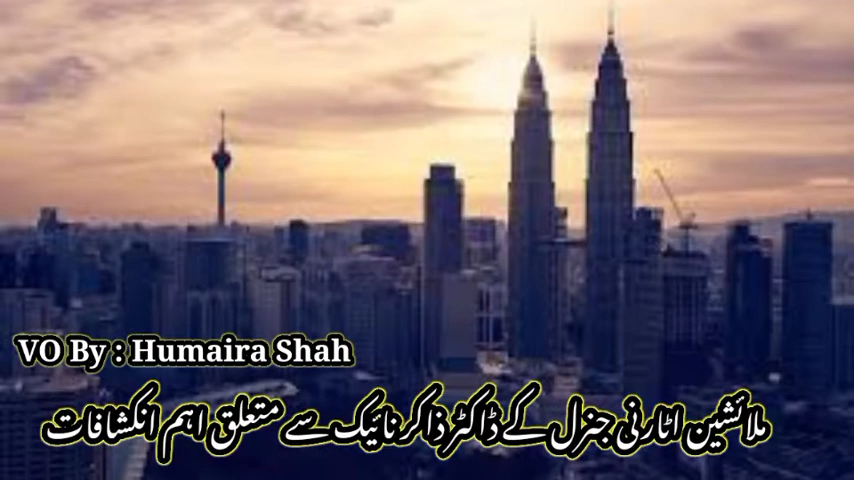 VO By : Humaira Shah
ملائشین اٹارنی جنرل کے ڈاکٹر ذاکر نائیک سے متعلق اہم انکشافات